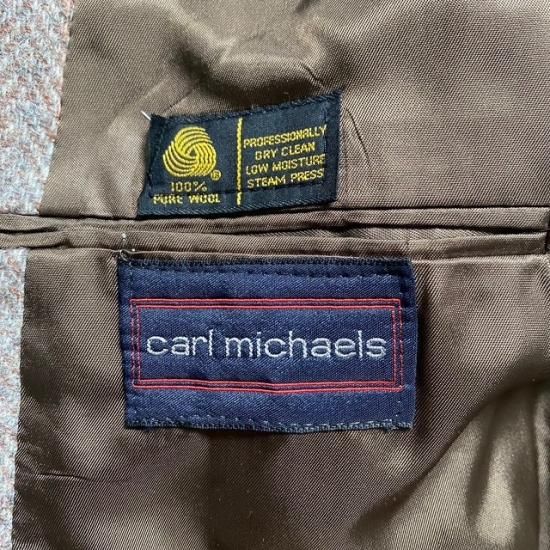 100%
PURE WOOL
PROFESSIONALLY
DRY CLEAN
LOW MOISTURE
STEAM PRESS
carl michaels